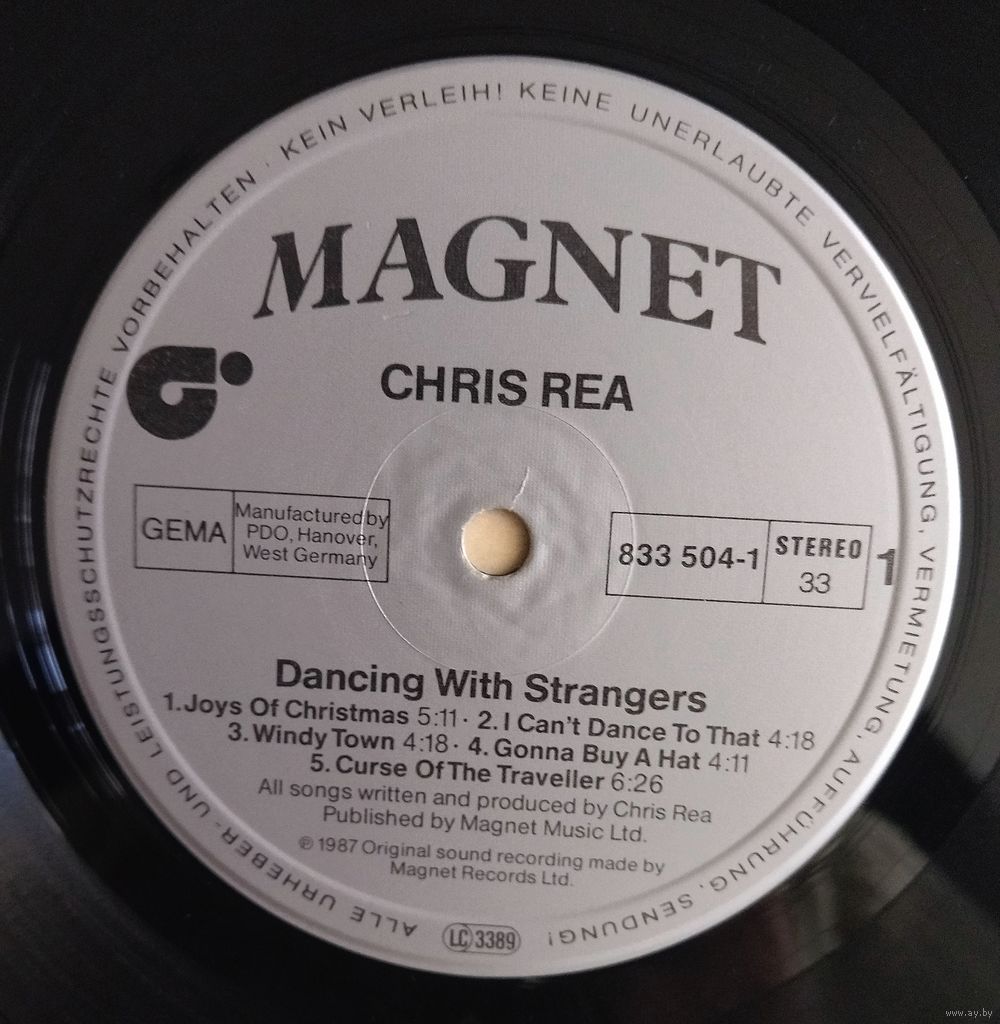 ALLE URHEBER- UND LEISTUNGSSCHUTZRECHTE VORBEHALTEN · KEIN VERLEIH! KEINE UNERLAUBTE VERVIELFÄLTIGUNG, VERMIETUNG, AUFFÜHRUNG, SENDUNG!
MAGNET
CHRIS REA
GEMA
Manufactured by
PDO, Hanover,
West Germany
833 504-1
STEREO
33
1
Dancing With Strangers
1. Joys Of Christmas 5:11 · 2. I Can't Dance To That 4:18
3. Windy Town 4:18 · 4. Gonna Buy A Hat 4:11
5. Curse Of The Traveller 6:26
All songs written and produced by Chris Rea
Published by Magnet Music Ltd.
℗ 1987 Original sound recording made by
Magnet Records Ltd.
LC 3389
www.ay.by